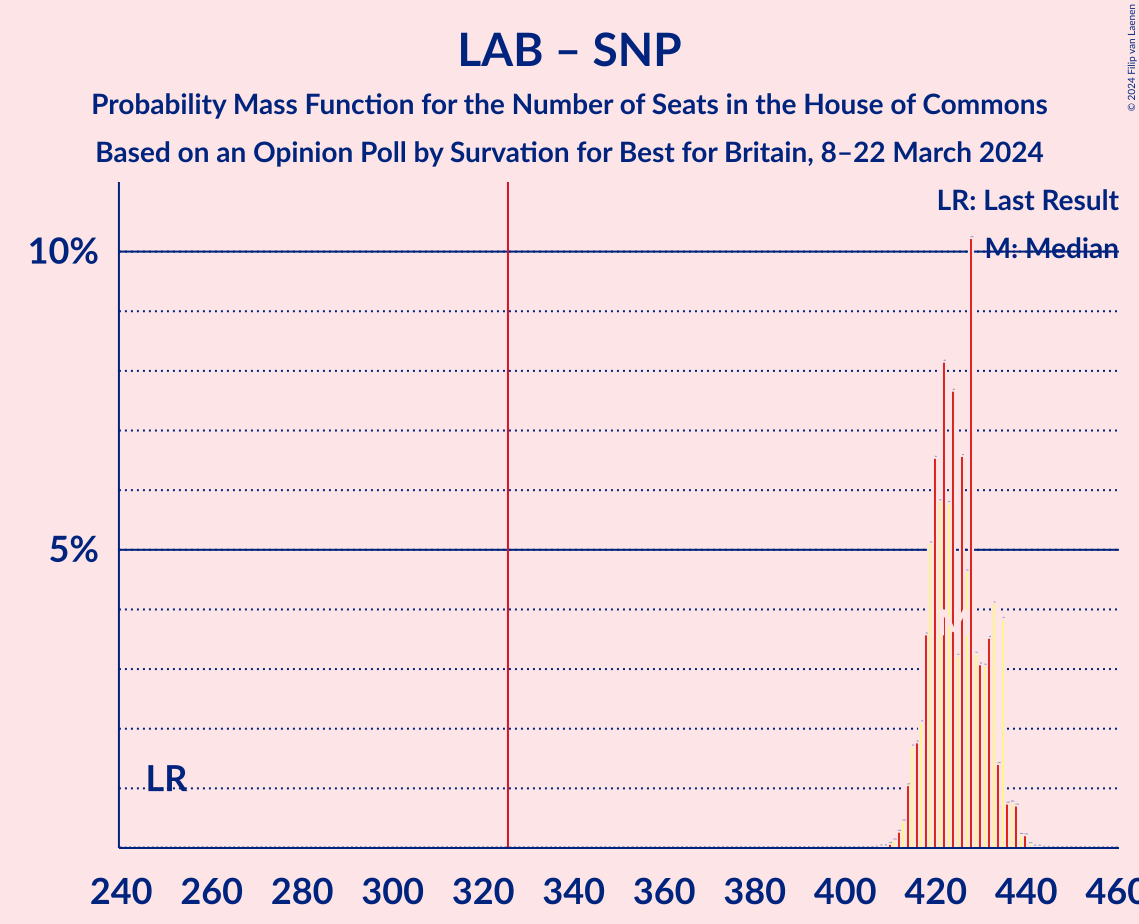 LAB – SNP
Probability Mass Function for the Number of Seats in the House of Commons
Based on an Opinion Poll by Survation for Best for Britain, 8–22 March 2024
© 2024 Filip van Laenen
LR: Last Result
M: Median
10%
5%
M
LR
240 260 280 300 320 340 360 380 400 420 440 460